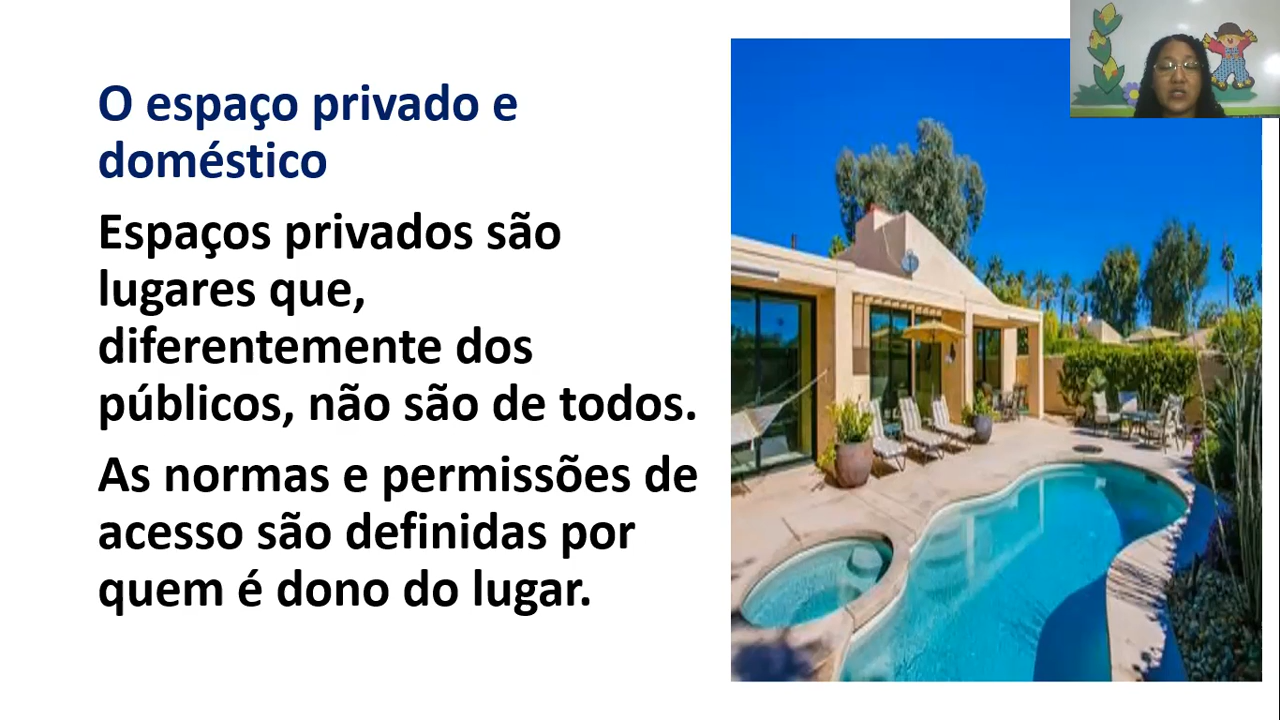 O espaço privado e
doméstico
Espaços privados são
lugares que,
diferentemente dos
públicos, não são de todos.
As normas e permissões de
acesso são definidas por
quem é dono do lugar.